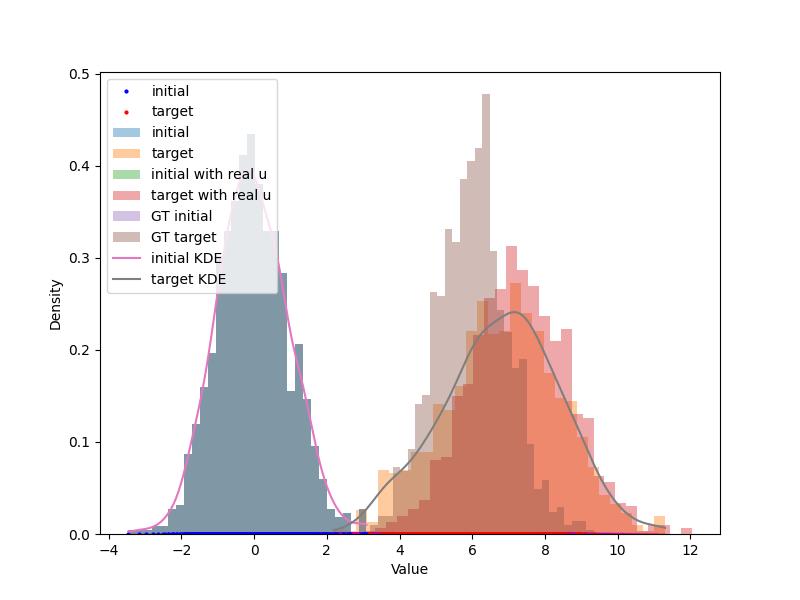 0.5
0.4
0.3
0.2
0.1
0.0
Density
initial
target
initial
target
initial with real u
target with real u
GT initial
GT target
initial KDE
target KDE
−4 −2 0 2 4 6 8 10 12
Value